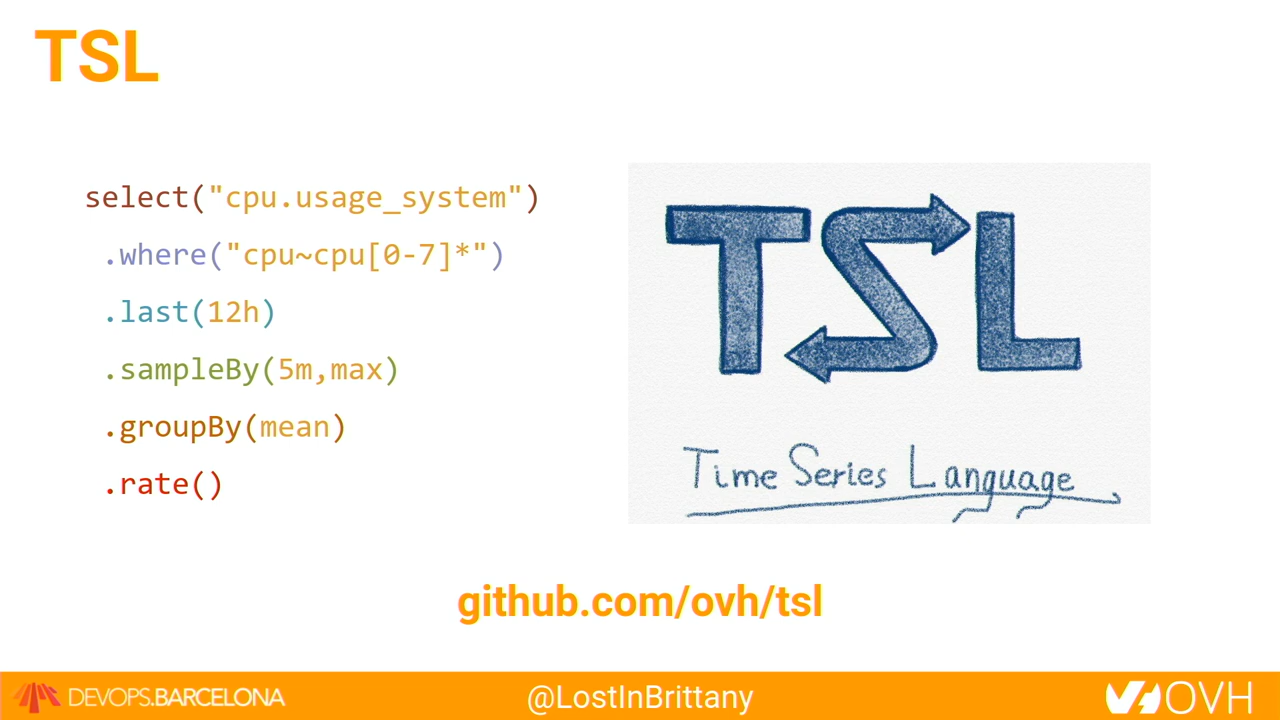 TSL
select("cpu.usage_system")
.where("cpu~cpu[0-7]*")
.last(12h)
.sampleBy(5m,max)
.groupBy(mean)
.rate()
TSL
Time Series Language
github.com/ovh/tsl
DEVOPS.BARCELONA
@LostInBrittany
OVH